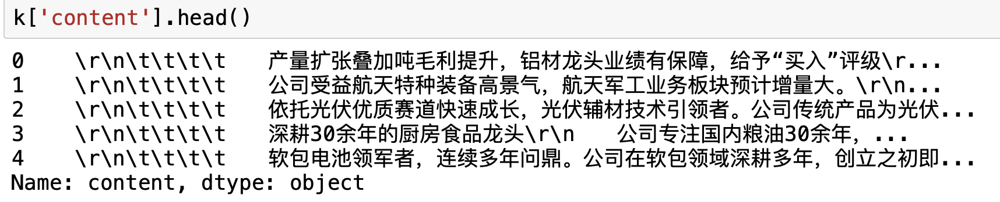 k['content'].head()
0    \r\n\t\t\t\t    产量扩张叠加吨毛利提升，铝材龙头业绩有保障，给予“买入”评级\r...
1    \r\n\t\t\t\t    公司受益航天特种装备高景气，航天军工业务板块预计增量大。\r\n...
2    \r\n\t\t\t\t    依托光伏优质赛道快速成长，光伏辅材技术引领者。公司传统产品为光伏...
3    \r\n\t\t\t\t    深耕30余年的厨房食品龙头\r\n    公司专注国内粮油30余年，...
4    \r\n\t\t\t\t    软包电池领军者，连续多年问鼎。公司在软包领域深耕多年，创立之初即...
Name: content, dtype: object